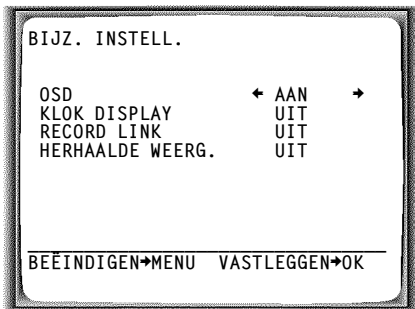 BIJZ. INSTELL.
OSD ← AAN →
KLOK DISPLAY UIT
RECORD LINK UIT
HERHAALDE WEERG. UIT
BEËINDIGEN→MENU VASTLEGGEN→OK